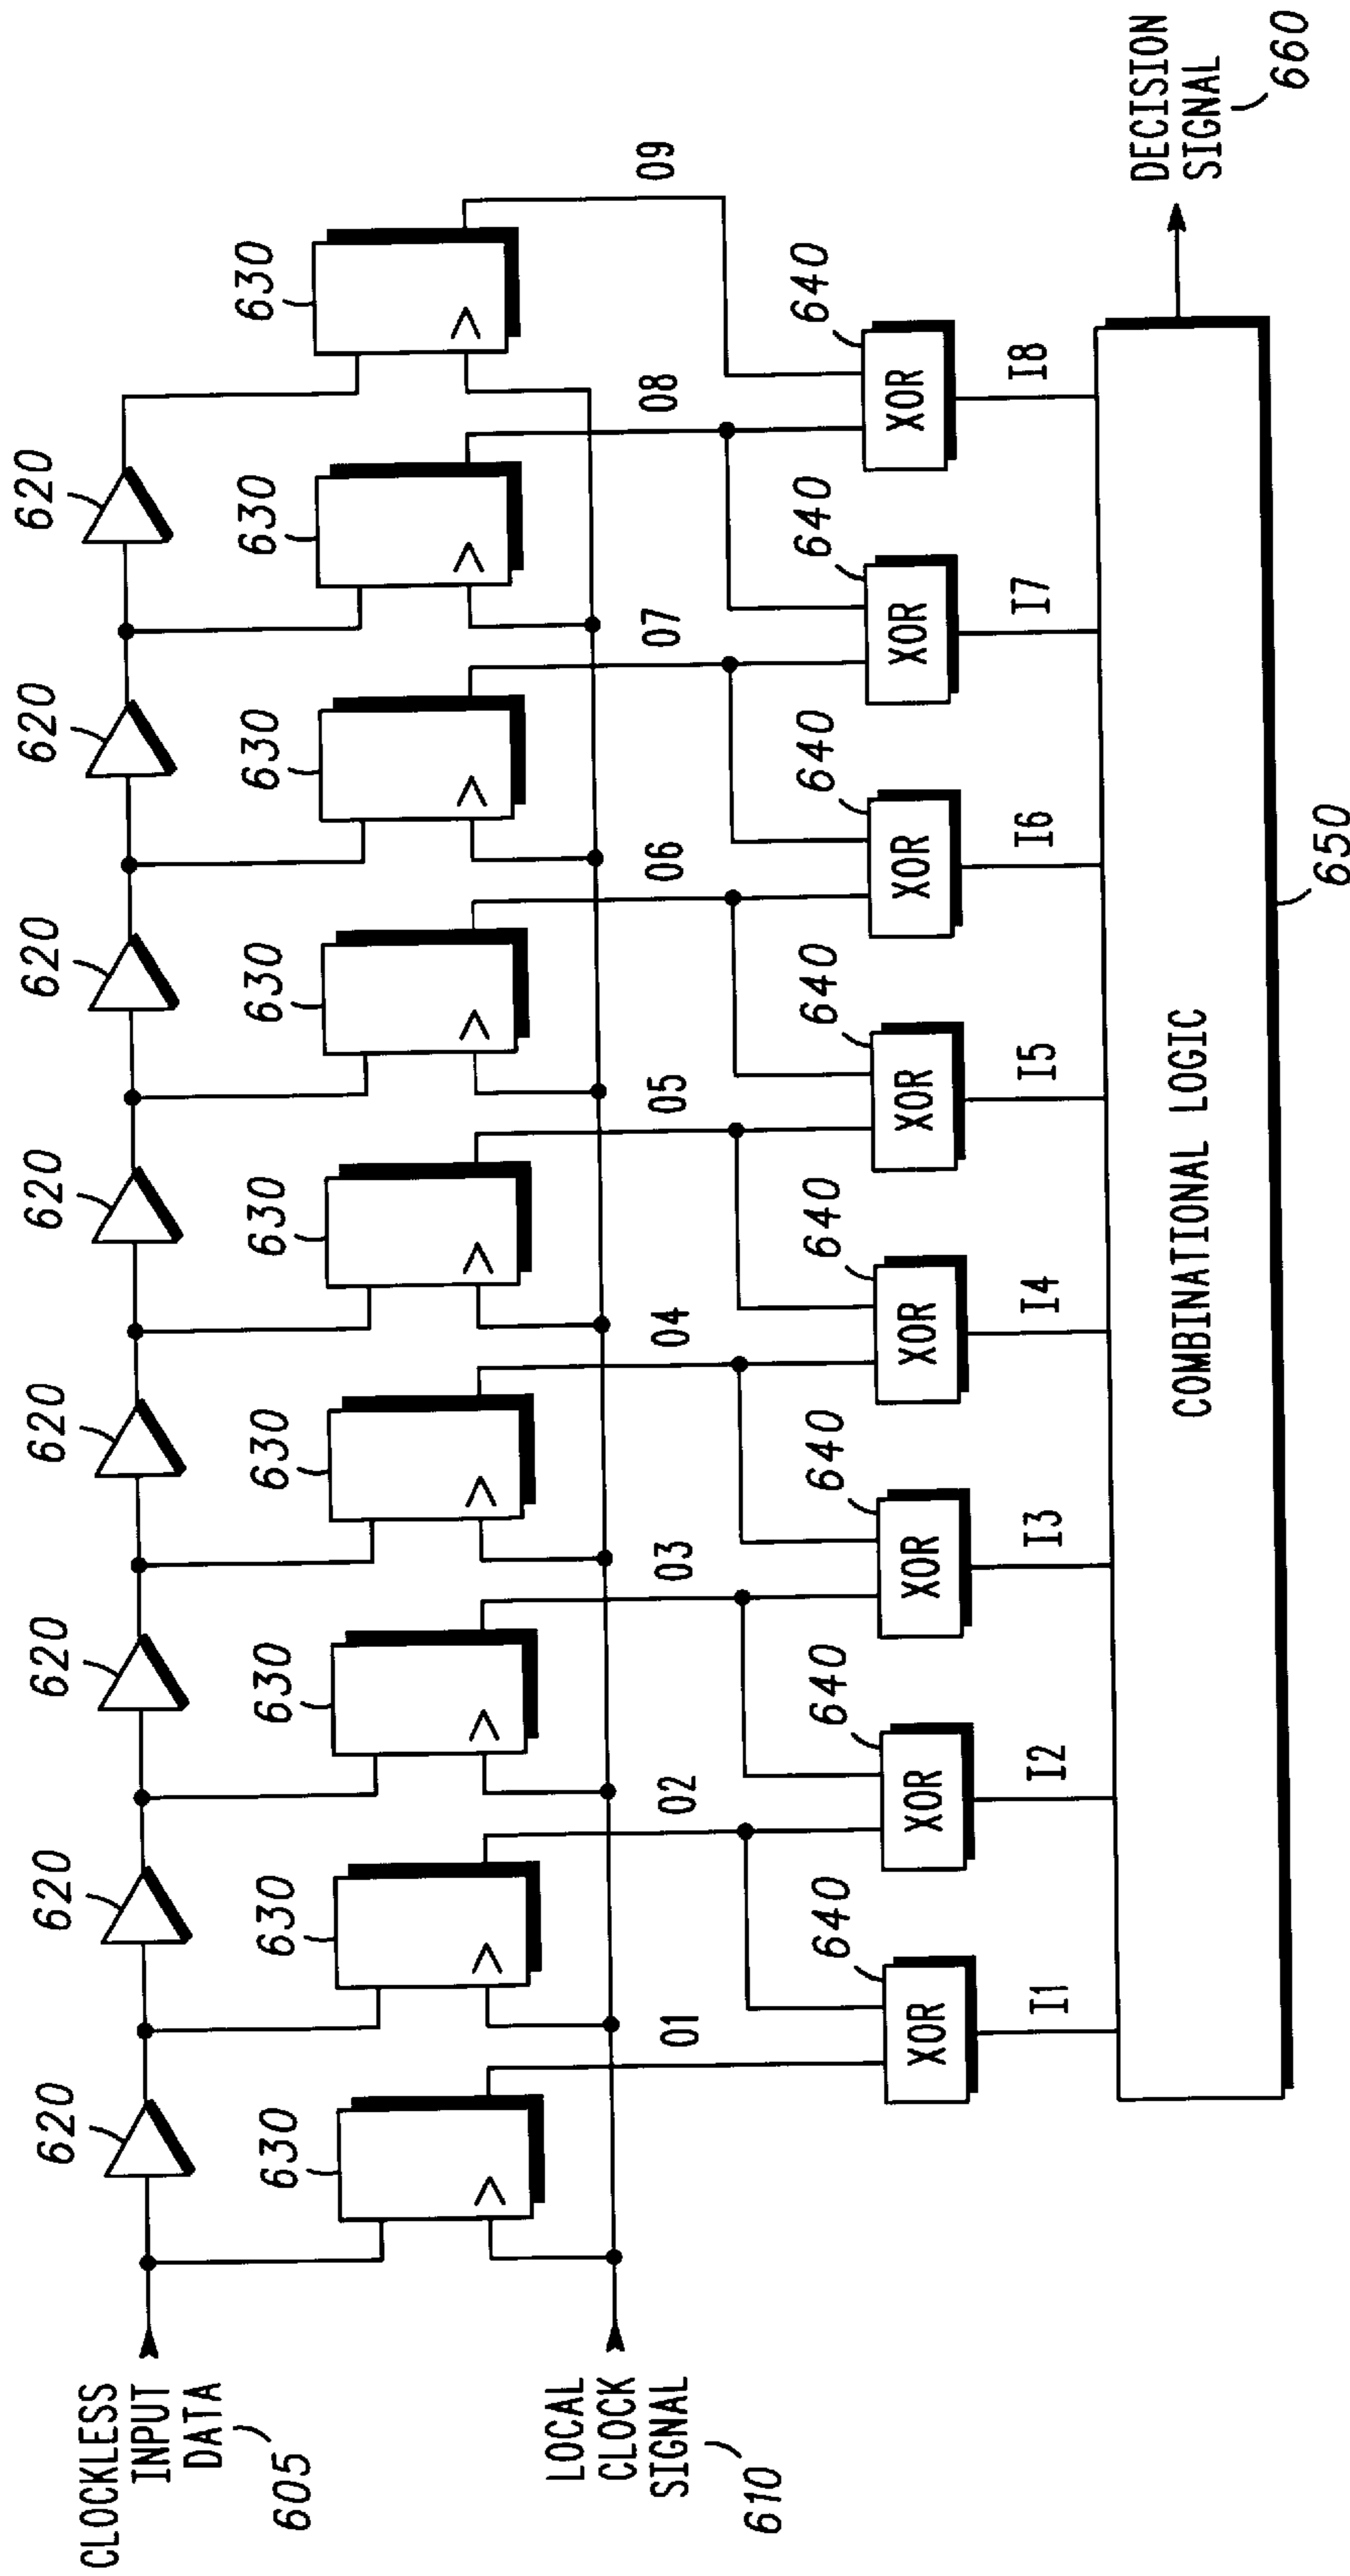 620 620 620 620 620 620 620 620
CLOCKLESS
INPUT
DATA
605
630 630 630 630 630 630 630 630 630
> > > > > > > > >
LOCAL
CLOCK
SIGNAL
610
O1 O2 O3 O4 O5 O6 O7 O8 O9
640 640 640 640 640 640 640 640
XOR XOR XOR XOR XOR XOR XOR XOR
I1 I2 I3 I4 I5 I6 I7 I8
DECISION
SIGNAL
660
COMBINATIONAL LOGIC
650